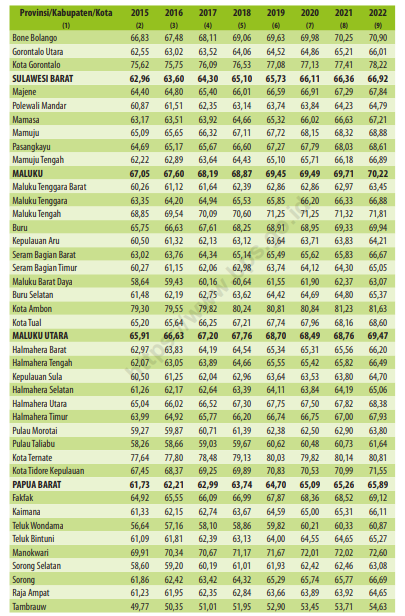 Provinsi/Kabupaten/Kota 2015 2016 2017 2018 2019 2020 2021 2022
(1) (2) (3) (4) (5) (6) (7) (8) (9)
Bone Bolango 66,83 67,48 68,11 69,06 69,63 69,98 70,25 70,90
Gorontalo Utara 62,55 63,02 63,52 64,06 64,52 64,86 65,21 66,01
Kota Gorontalo 75,62 75,75 76,09 76,53 77,08 77,13 77,41 78,22
SULAWESI BARAT 62,96 63,60 64,30 65,10 65,73 66,11 66,36 66,92
Majene 64,40 64,80 65,40 66,01 66,59 66,91 67,29 67,84
Polewali Mandar 60,87 61,51 62,35 63,14 63,74 63,84 64,23 64,79
Mamasa 63,17 63,51 63,92 64,66 65,32 66,02 66,63 67,21
Mamuju 65,09 65,65 66,32 67,11 67,72 68,15 68,32 68,88
Pasangkayu 64,69 65,17 65,67 66,60 67,27 67,79 68,03 68,61
Mamuju Tengah 62,22 62,89 63,64 64,43 65,10 65,71 66,18 66,89
MALUKU 67,05 67,60 68,19 68,87 69,45 69,49 69,71 70,22
Maluku Tenggara Barat 60,26 61,12 61,64 62,39 62,86 62,86 62,97 63,45
Maluku Tenggara 63,35 64,20 64,94 65,53 65,85 66,20 66,33 66,88
Maluku Tengah 68,85 69,54 70,09 70,60 71,25 71,25 71,32 71,81
Buru 65,75 66,63 67,61 68,25 68,91 68,95 69,33 69,94
Kepulauan Aru 60,50 61,32 62,13 63,12 63,64 63,71 63,83 64,21
Seram Bagian Barat 63,02 63,76 64,34 65,14 65,49 65,62 65,83 66,67
Seram Bagian Timur 60,27 61,15 62,06 62,98 63,74 64,12 64,30 65,05
Maluku Barat Daya 58,64 59,43 60,16 60,64 61,55 61,90 62,37 63,07
Buru Selatan 61,48 62,19 62,75 63,62 64,42 64,69 64,80 65,37
Kota Ambon 79,30 79,55 79,82 80,24 80,81 80,84 81,23 81,63
Kota Tual 65,20 65,64 66,25 67,21 67,74 67,96 68,16 68,60
MALUKU UTARA 65,91 66,63 67,20 67,76 68,70 68,49 68,76 69,47
Halmahera Barat 62,97 63,83 64,19 64,54 65,34 65,31 65,56 66,20
Halmahera Tengah 62,07 63,05 63,89 64,66 65,55 65,42 65,82 66,49
Kepulauan Sula 60,50 61,25 62,04 62,96 63,64 63,53 63,80 64,70
Halmahera Selatan 61,26 62,17 62,64 63,39 64,11 63,84 64,19 65,06
Halmahera Utara 65,04 66,02 66,52 67,30 67,75 67,50 67,82 68,38
Halmahera Timur 63,99 64,92 65,77 66,20 66,74 66,75 67,00 67,93
Pulau Morotai 59,27 59,87 60,71 61,39 62,38 62,50 62,90 63,80
Pulau Taliabu 58,26 58,66 59,03 59,67 60,62 60,48 60,73 61,64
Kota Ternate 77,64 77,80 78,48 79,13 80,03 79,82 80,14 80,81
Kota Tidore Kepulauan 67,45 68,37 69,25 69,89 70,83 70,53 70,99 71,55
PAPUA BARAT 61,73 62,21 62,99 63,74 64,70 65,09 65,26 65,89
Fakfak 64,92 65,55 66,09 66,99 67,87 68,36 68,52 69,12
Kaimana 61,33 62,15 62,74 63,67 64,59 65,00 65,31 66,11
Teluk Wondama 56,64 57,16 58,10 58,86 59,82 60,21 60,33 60,87
Teluk Bintuni 61,09 61,81 62,39 63,13 64,00 64,55 64,65 65,27
Manokwari 69,91 70,34 70,67 71,17 71,67 72,01 72,02 72,60
Sorong Selatan 58,60 59,20 60,19 61,01 61,93 62,42 62,46 63,08
Sorong 61,86 62,42 63,42 64,32 65,29 65,74 65,77 66,69
Raja Ampat 61,23 61,95 62,35 62,84 63,66 63,89 63,92 64,65
Tambrauw 49,77 50,35 51,01 51,95 52,90 53,45 53,71 54,63